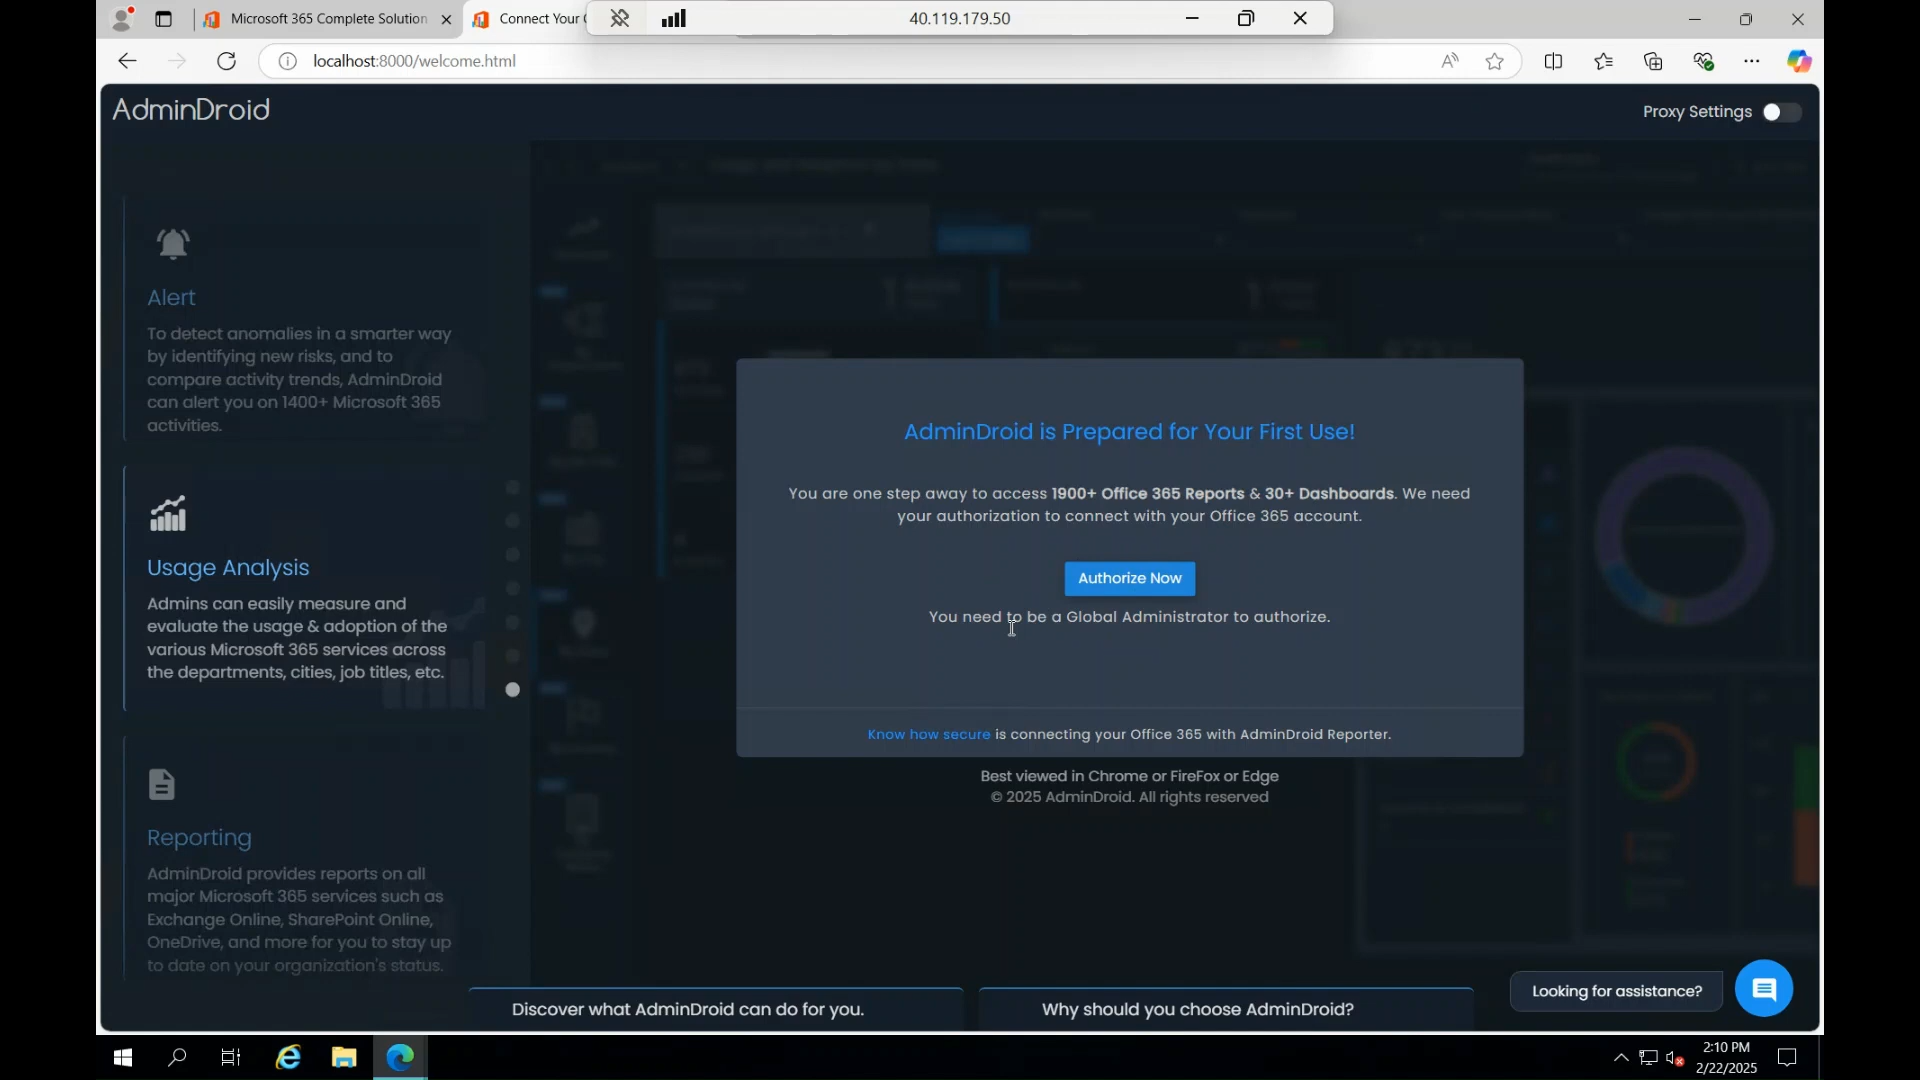 Microsoft 365 Complete Solution
Connect Your
40.119.179.50
localhost:8000/welcome.html
AdminDroid
Proxy Settings
Alert
To detect anomalies in a smarter way
by identifying new risks, and to
compare activity trends, AdminDroid
can alert you on 1400+ Microsoft 365
activities.
Usage Analysis
Admins can easily measure and
evaluate the usage & adoption of the
various Microsoft 365 services across
the departments, cities, job titles, etc.
Reporting
AdminDroid provides reports on all
major Microsoft 365 services such as
Exchange Online, SharePoint Online,
OneDrive, and more for you to stay up
to date on your organization's status.
AdminDroid is Prepared for Your First Use!
You are one step away to access 1900+ Office 365 Reports & 30+ Dashboards. We need
your authorization to connect with your Office 365 account.
Authorize Now
You need to be a Global Administrator to authorize.
Know how secure is connecting your Office 365 with AdminDroid Reporter.
Best viewed in Chrome or FireFox or Edge
© 2025 AdminDroid. All rights reserved
Discover what AdminDroid can do for you.
Why should you choose AdminDroid?
Looking for assistance?
2:10 PM
2/22/2025